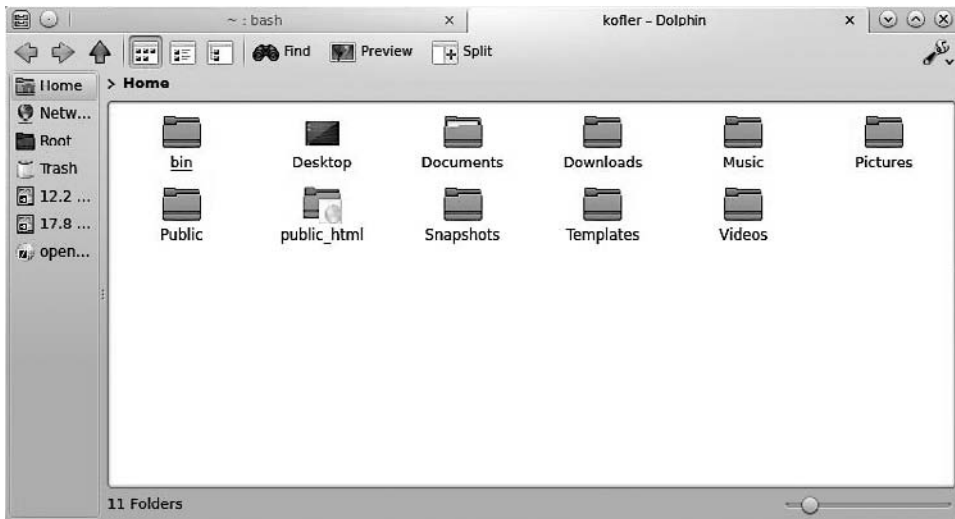 ~ : bash
kofler – Dolphin
Find
Preview
Split
Home
> Home
Netw...
Root
Trash
12.2 ...
17.8 ...
open...
bin
Desktop
Documents
Downloads
Music
Pictures
Public
public_html
Snapshots
Templates
Videos
11 Folders